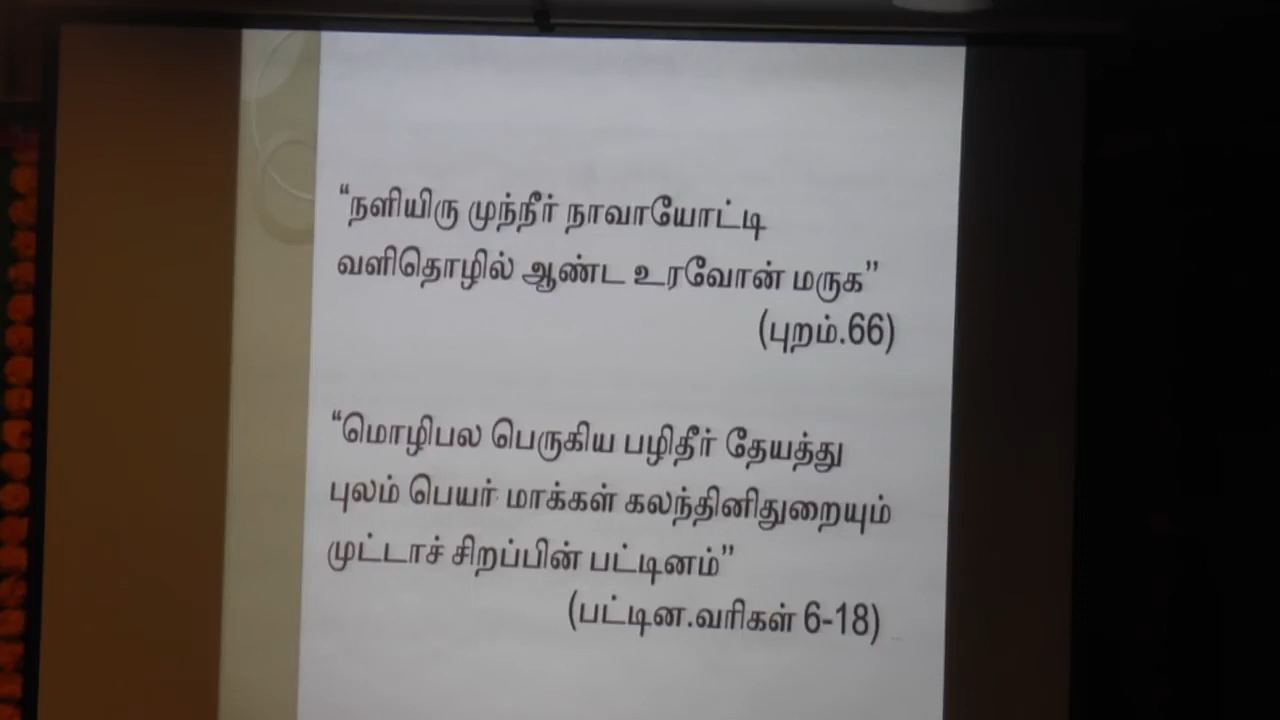 “நளியிரு முந்நீர் நாவாயோட்டி
வளிதொழில் ஆண்ட உரவோன் மருக”
(புறம்.66)
“மொழிபல பெருகிய பழிதீர் தேயத்து
புலம் பெயர் மாக்கள் கலந்தினிதுறையும்
முட்டாச் சிறப்பின் பட்டினம்”
(பட்டின.வரிகள் 6-18)